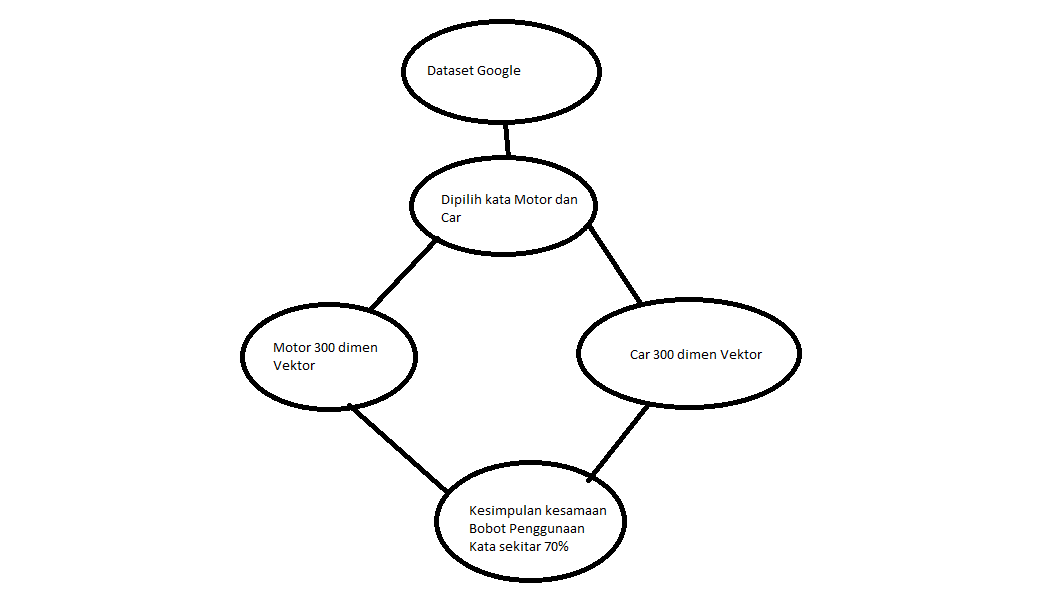 Dataset Google
Dipilih kata Motor dan
Car
Motor 300 dimen
Vektor
Car 300 dimen Vektor
Kesimpulan kesamaan
Bobot Penggunaan
Kata sekitar 70%